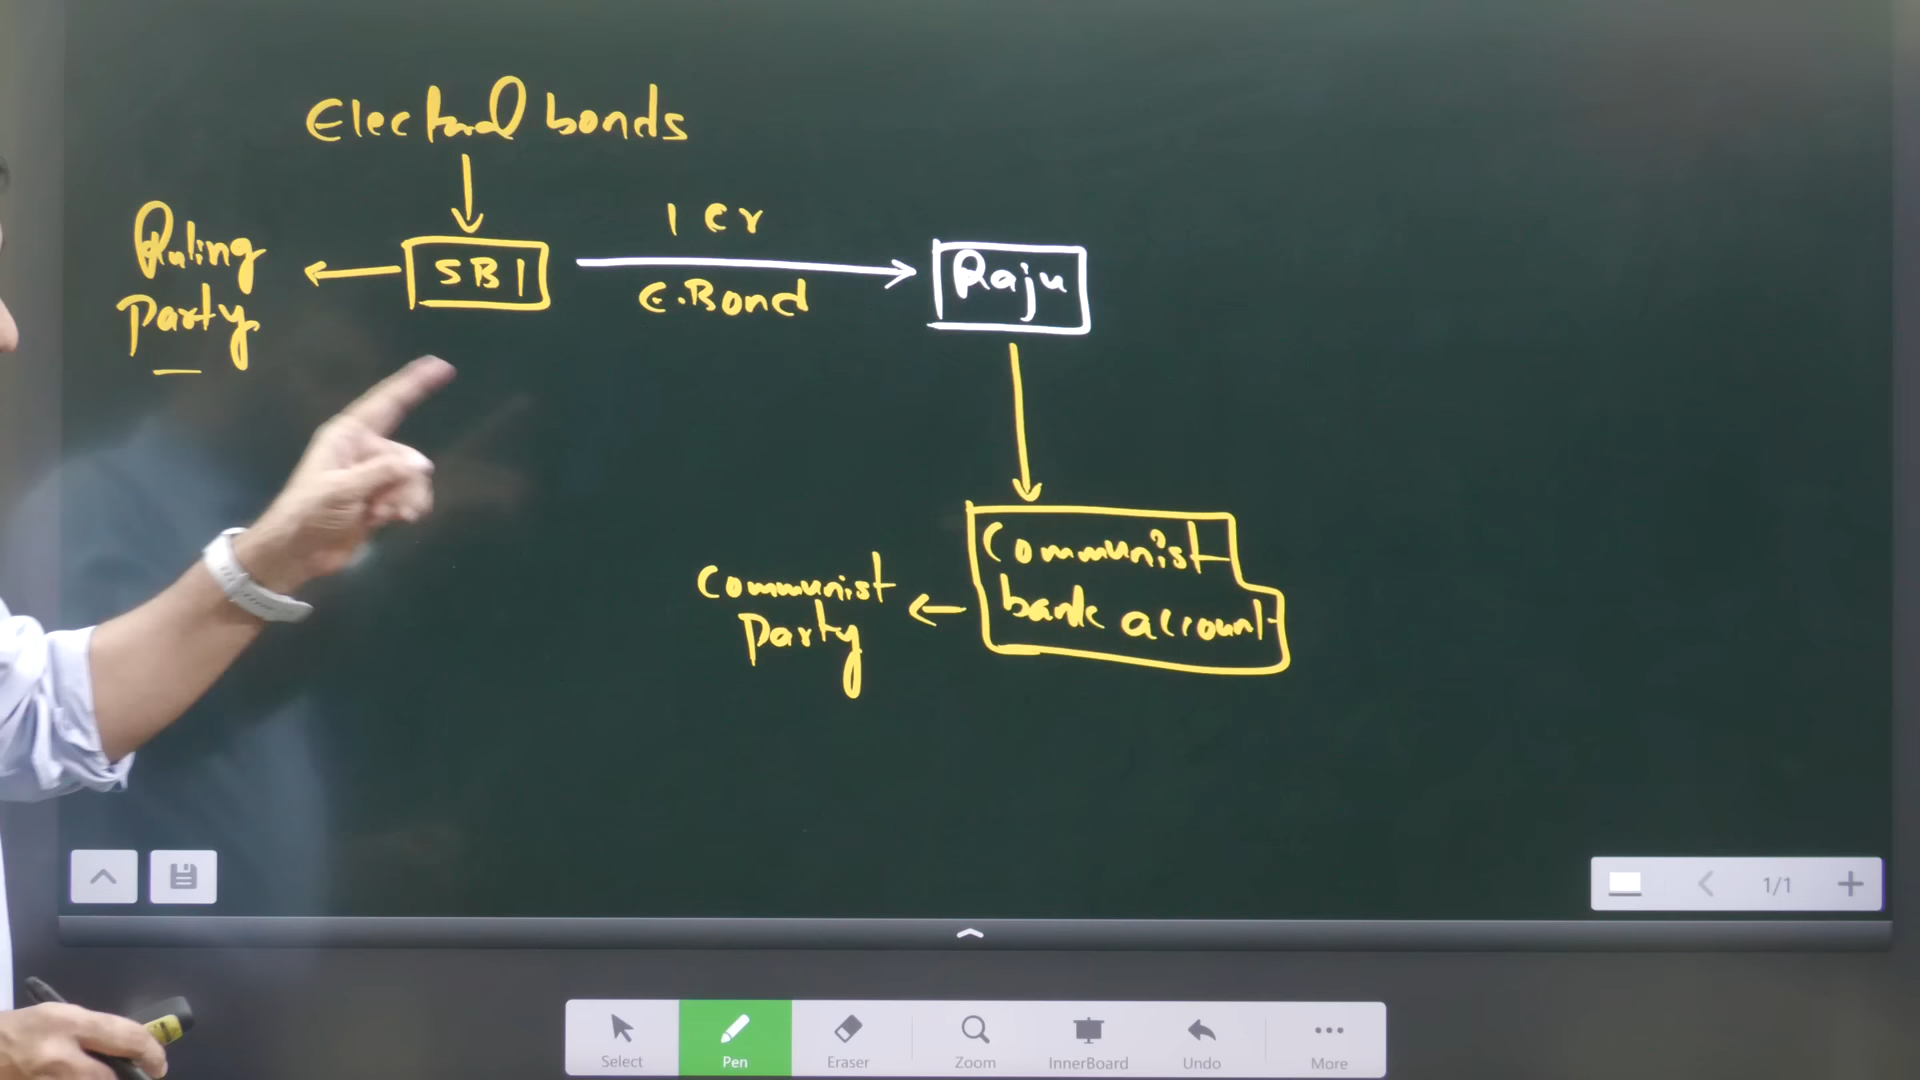 Electoral bonds
Ruling
Party
SBI
1 Cr
E.Bond
Raju
Communist
bank account
Communist
Party
1/1
Select
Pen
Eraser
Zoom
InnerBoard
Undo
More